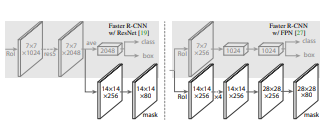 Faster R-CNN
w/ ResNet [19]
RoI
7×7
×1024
res5
7×7
×2048
ave
2048
class
box
14×14
×256
14×14
×80
mask
Faster R-CNN
w/ FPN [27]
RoI
7×7
×256
1024
1024
class
box
RoI
14×14
×256
×4
14×14
×256
28×28
×256
28×28
×80
mask